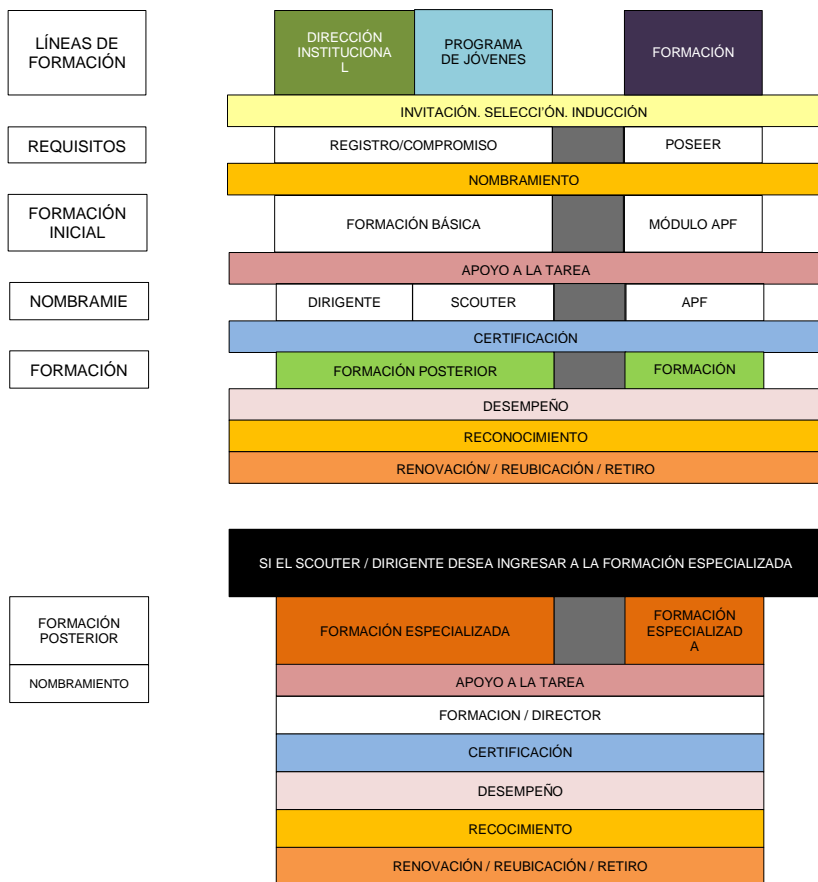 LÍNEAS DE
FORMACIÓN
DIRECCIÓN
INSTITUCIONA
L
PROGRAMA
DE JÓVENES
FORMACIÓN
INVITACIÓN. SELECCI’ÓN. INDUCCIÓN
REQUISITOS
REGISTRO/COMPROMISO
POSEER
NOMBRAMIENTO
FORMACIÓN
INICIAL
FORMACIÓN BÁSICA
MÓDULO APF
APOYO A LA TAREA
NOMBRAMIE
DIRIGENTE
SCOUTER
APF
CERTIFICACIÓN
FORMACIÓN
FORMACIÓN POSTERIOR
FORMACIÓN
DESEMPEÑO
RECONOCIMIENTO
RENOVACIÓN/ / REUBICACIÓN / RETIRO
SI EL SCOUTER / DIRIGENTE DESEA INGRESAR A LA FORMACIÓN ESPECIALIZADA
FORMACIÓN
POSTERIOR
FORMACIÓN ESPECIALIZADA
FORMACIÓN
ESPECIALIZAD
A
NOMBRAMIENTO
APOYO A LA TAREA
FORMACION / DIRECTOR
CERTIFICACIÓN
DESEMPEÑO
RECOCIMIENTO
RENOVACIÓN / REUBICACIÓN / RETIRO